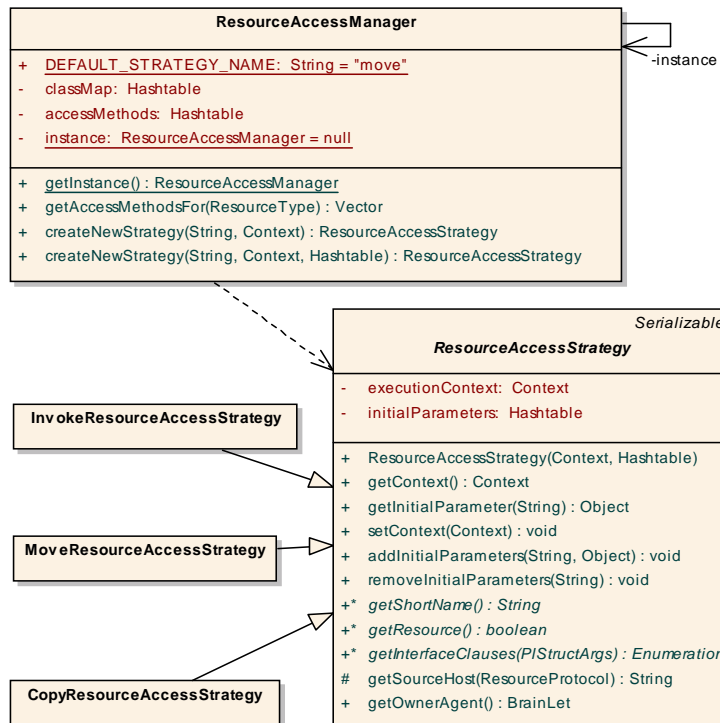 ResourceAccessManager
+ DEFAULT_STRATEGY_NAME: String = "move"
- classMap: Hashtable
- accessMethods: Hashtable
- instance: ResourceAccessManager = null
-instance
+ getInstance() : ResourceAccessManager
+ getAccessMethodsFor(ResourceType) : Vector
+ createNewStrategy(String, Context) : ResourceAccessStrategy
+ createNewStrategy(String, Context, Hashtable) : ResourceAccessStrategy
Serializable
ResourceAccessStrategy
- executionContext: Context
- initialParameters: Hashtable
+ ResourceAccessStrategy(Context, Hashtable)
+ getContext() : Context
+ getInitialParameter(String) : Object
+ setContext(Context) : void
+ addInitialParameters(String, Object) : void
+ removeInitialParameters(String) : void
+* getShortName() : String
+* getResource() : boolean
+* getInterfaceClauses(PlStructArgs) : Enumeration
# getSourceHost(ResourceProtocol) : String
+ getOwnerAgent() : BrainLet
InvokeResourceAccessStrategy
MoveResourceAccessStrategy
CopyResourceAccessStrategy